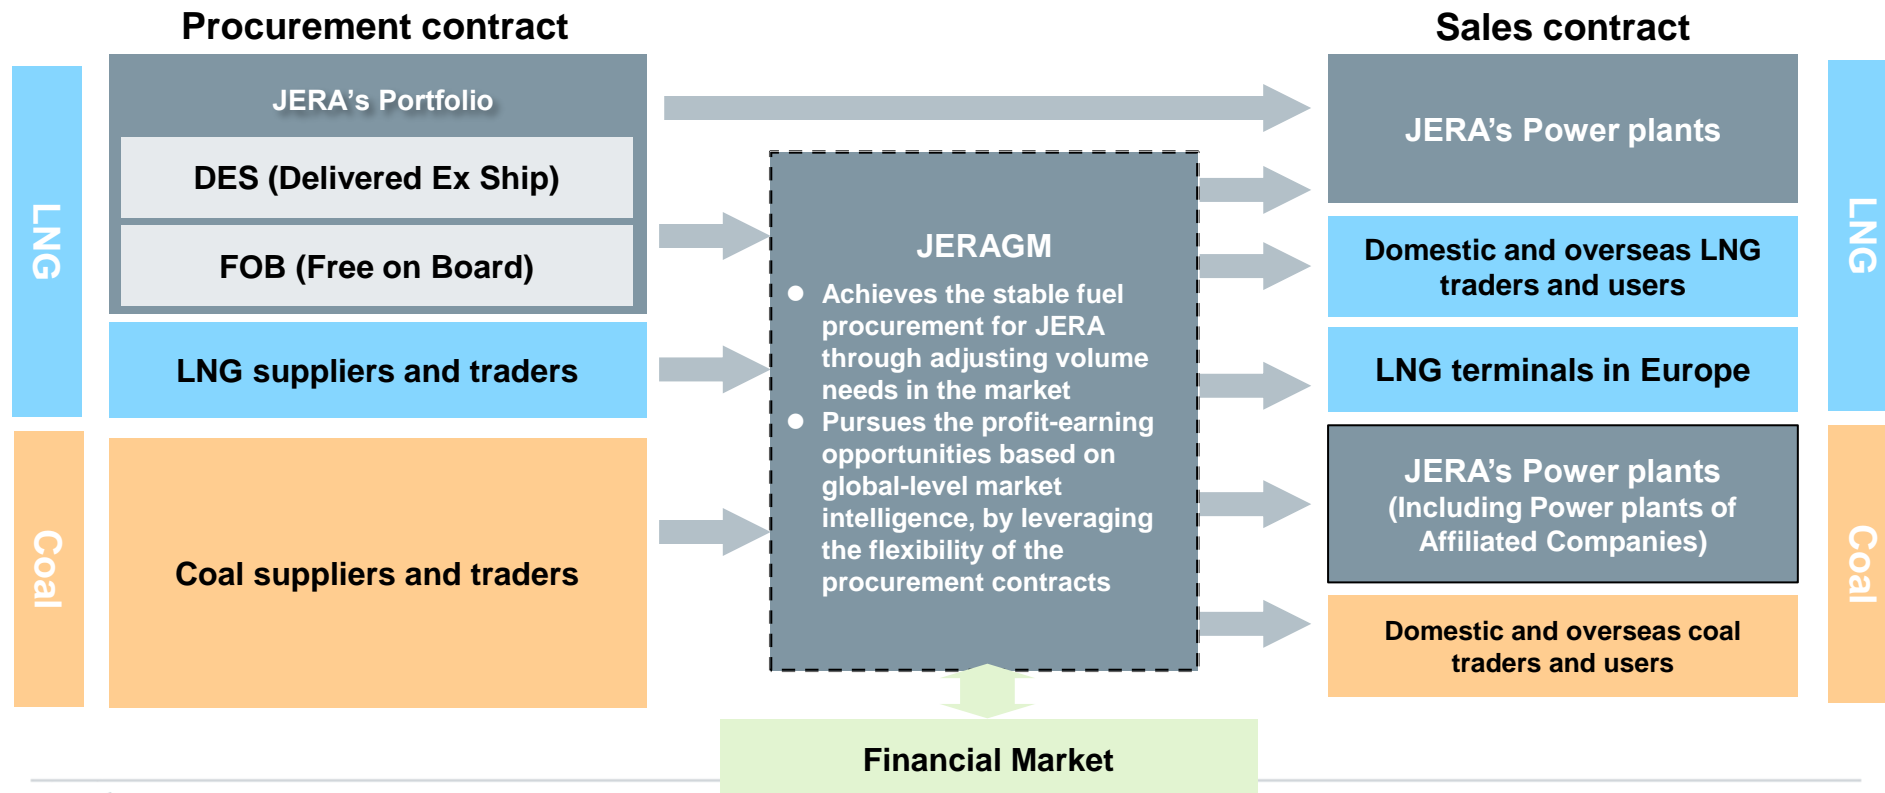 Procurement contract
Sales contract
LNG
JERA’s Portfolio
DES (Delivered Ex Ship)
FOB (Free on Board)
LNG suppliers and traders
Coal
Coal suppliers and traders
JERAGM
● Achieves the stable fuel
procurement for JERA
through adjusting volume
needs in the market
● Pursues the profit-earning
opportunities based on
global-level market
intelligence, by leveraging
the flexibility of the
procurement contracts
Financial Market
JERA’s Power plants
Domestic and overseas LNG
traders and users
LNG terminals in Europe
LNG
JERA’s Power plants
(Including Power plants of
Affiliated Companies)
Domestic and overseas coal
traders and users
Coal